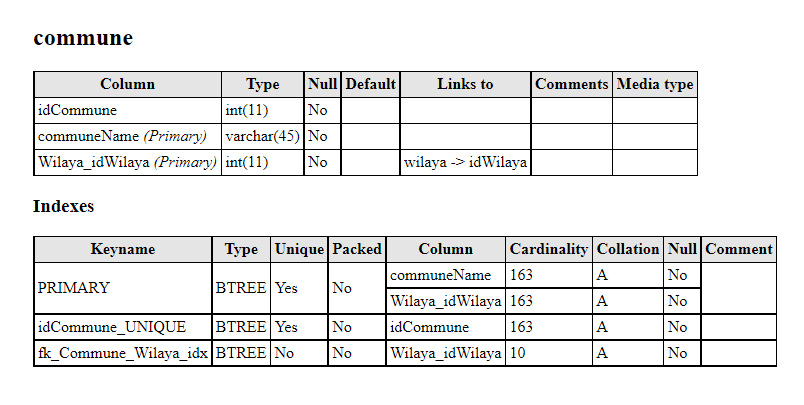 commune
Column Type Null Default Links to Comments Media type
idCommune int(11) No
communeName (Primary) varchar(45) No
Wilaya_idWilaya (Primary) int(11) No wilaya -> idWilaya
Indexes
Keyname Type Unique Packed Column Cardinality Collation Null Comment
PRIMARY BTREE Yes No communeName 163 A No
Wilaya_idWilaya 163 A No
idCommune_UNIQUE BTREE Yes No idCommune 163 A No
fk_Commune_Wilaya_idx BTREE No No Wilaya_idWilaya 10 A No